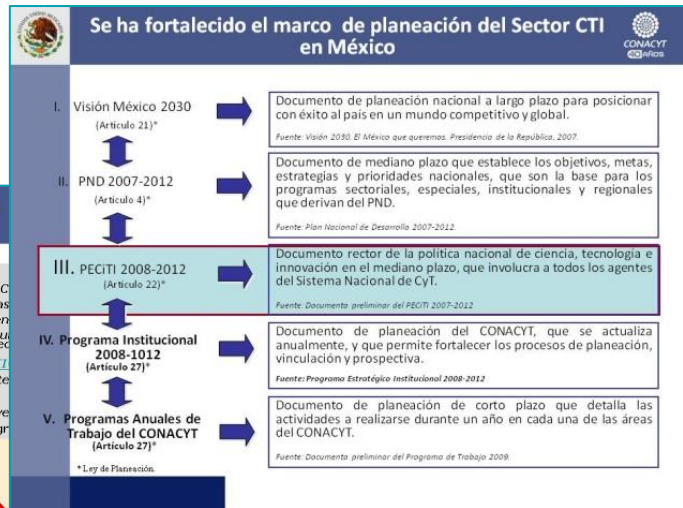 Se ha fortalecido el marco de planeación del Sector CTI
en México
CONACYT
40 AÑOS
I. Visión México 2030
(Artículo 21)*
Documento de planeación nacional a largo plazo para posicionar
con éxito al país en un mundo competitivo y global.
Fuente: Visión 2030. El México que queremos. Presidencia de la República, 2007.
II. PND 2007-2012
(Artículo 4)*
Documento de mediano plazo que establece los objetivos, metas,
estrategias y prioridades nacionales, que son la base para los
programas sectoriales, especiales, institucionales y regionales
que derivan del PND.
Fuente: Plan Nacional de Desarrollo 2007-2012.
III. PECiTI 2008-2012
(Artículo 22)*
Documento rector de la política nacional de ciencia, tecnología e
innovación en el mediano plazo, que involucra a todos los agentes
del Sistema Nacional de CyT.
Fuente: Documento preliminar del PECiTI 2007-2012
IV. Programa Institucional
2008-1012
(Artículo 27)*
Documento de planeación del CONACYT, que se actualiza
anualmente, y que permite fortalecer los procesos de planeación,
vinculación y prospectiva.
Fuente: Programa Estratégico Institucional 2008-2012
V. Programas Anuales de
Trabajo del CONACYT
(Artículo 27)*
Documento de planeación de corto plazo que detalla las
actividades a realizarse durante un año en cada una de las áreas
del CONACYT.
Fuente: Documento preliminar del Programa de Trabajo 2009.
* Ley de Planeación.